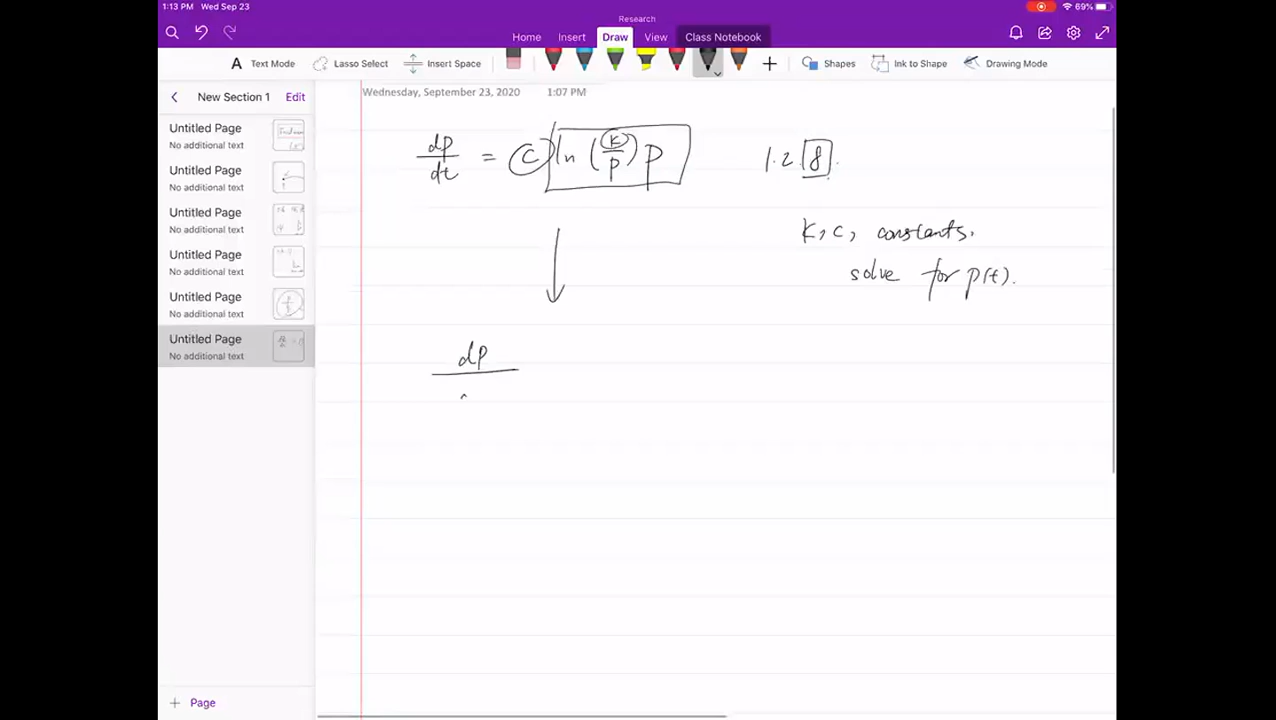 1:13 PM Wed Sep 23
69%
Research
Home Insert Draw View Class Notebook
Text Mode Lasso Select Insert Space Shapes Ink to Shape Drawing Mode
New Section 1 Edit
Untitled Page
No additional text
Untitled Page
No additional text
Untitled Page
No additional text
Untitled Page
No additional text
Untitled Page
No additional text
Untitled Page
No additional text
Page
Wednesday, September 23, 2020 1:07 PM
dp/dt = c ln (k/p) p
1.2.8.
k, c, constants.
solve for p(t).
dp